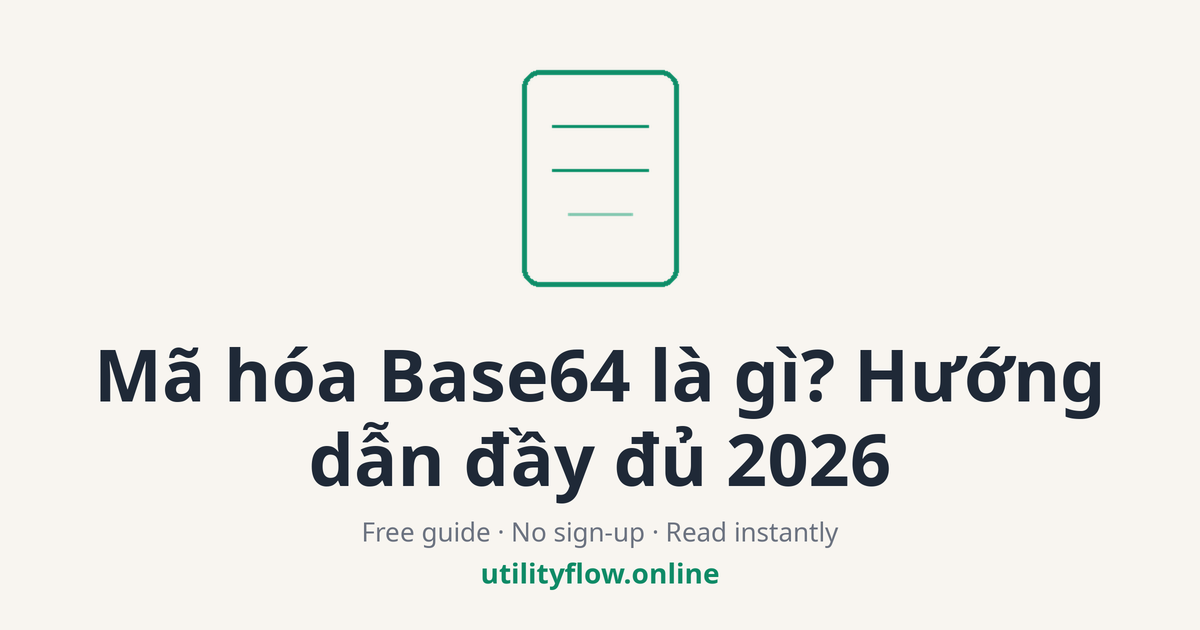 Mã hóa Base64 là gì? Hướng
dẫn đầy đủ 2026
Free guide · No sign-up · Read instantly
utilityflow.online